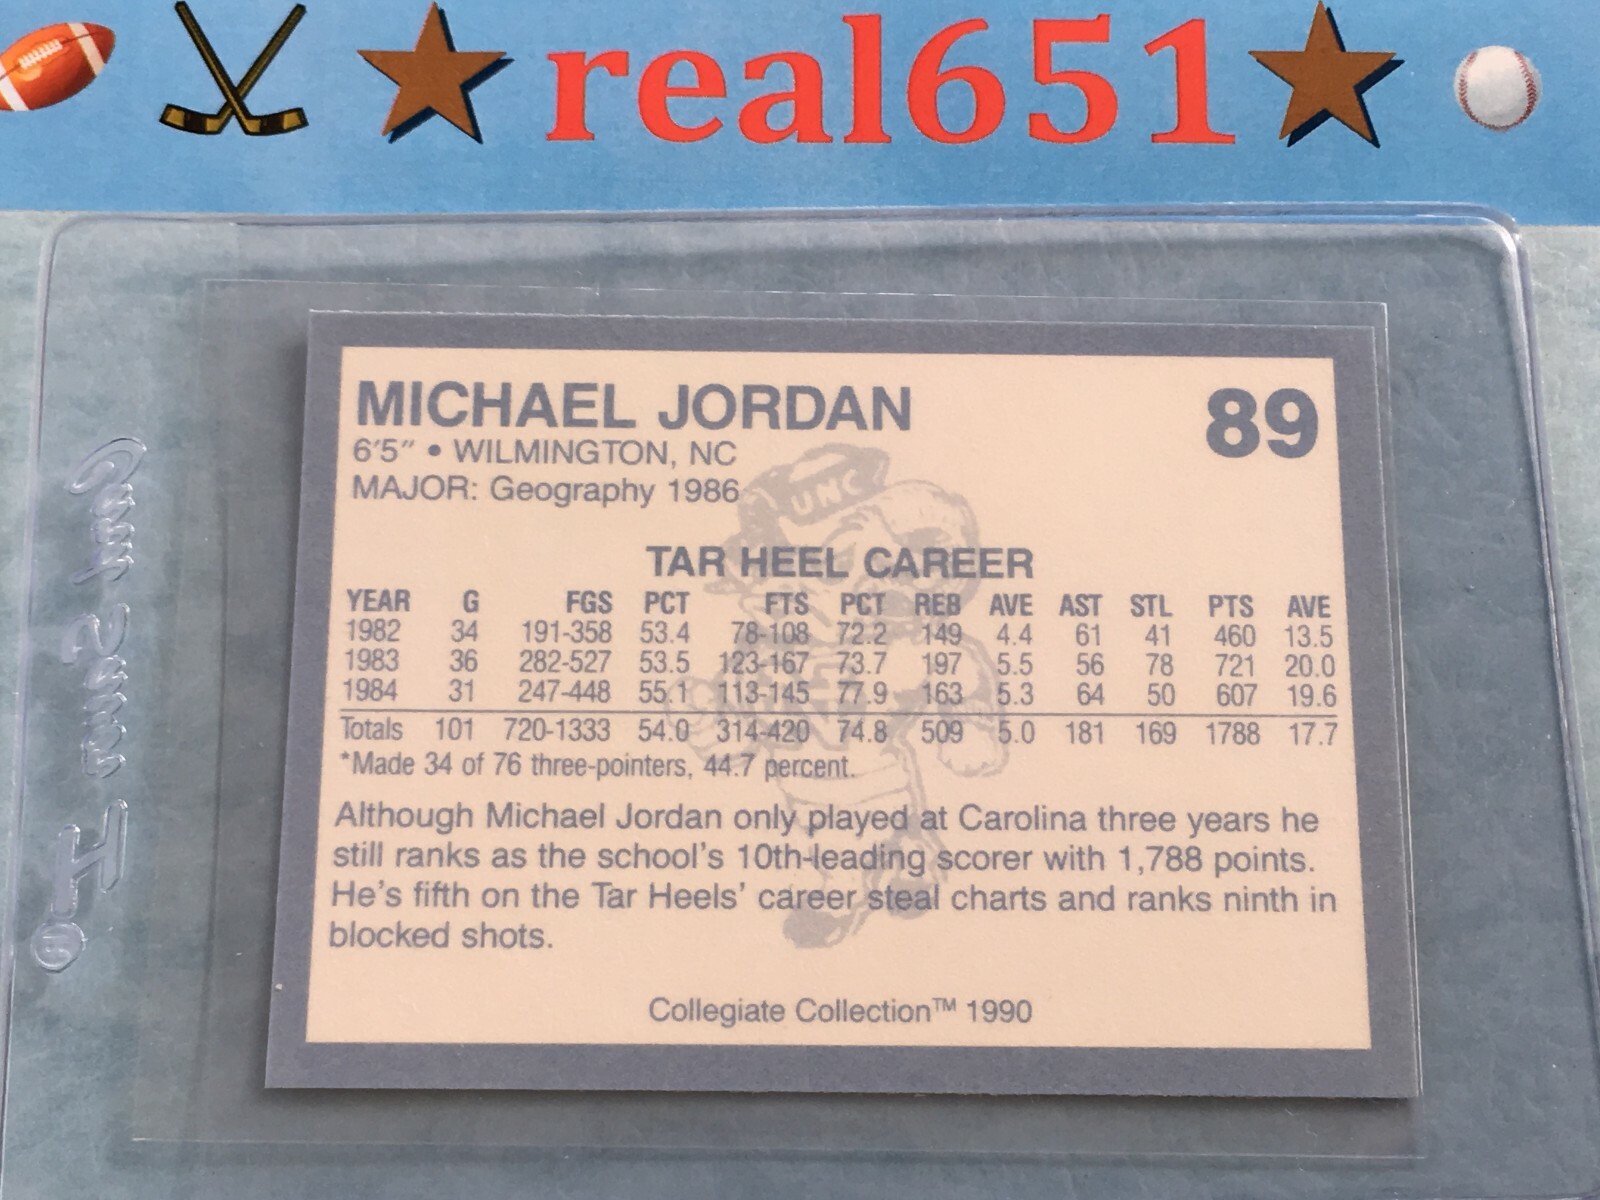 real651
MICHAEL JORDAN 89
6'5" • WILMINGTON, NC
MAJOR: Geography 1986
UNC
TAR HEEL CAREER
YEAR G FGS PCT FTS PCT REB AVE AST STL PTS AVE
1982 34 191-358 53.4 78-108 72.2 149 4.4 61 41 460 13.5
1983 36 282-527 53.5 123-167 73.7 197 5.5 56 78 721 20.0
1984 31 247-448 55.1 113-145 77.9 163 5.3 64 50 607 19.6
Totals 101 720-1333 54.0 314-420 74.8 509 5.0 181 169 1788 17.7
*Made 34 of 76 three-pointers, 44.7 percent.
Although Michael Jordan only played at Carolina three years he
still ranks as the school's 10th-leading scorer with 1,788 points.
He's fifth on the Tar Heels' career steal charts and ranks ninth in
blocked shots.
Collegiate Collection™ 1990
Card Saver I